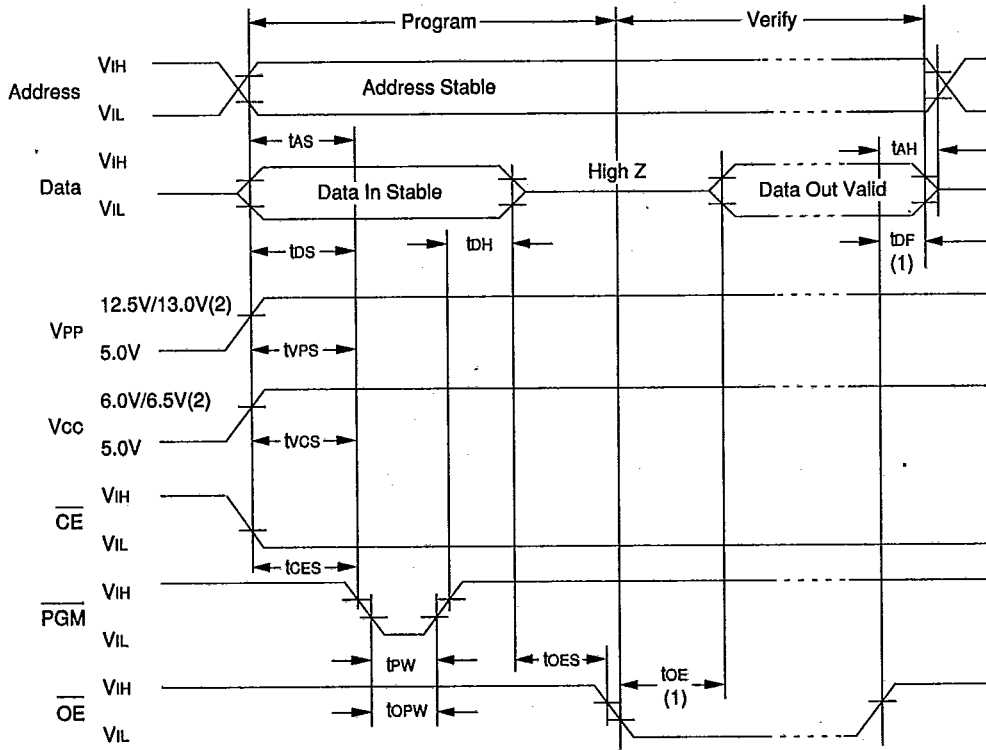 Program
Verify
Address
VIH
VIL
Address Stable
tAS
tAH
Data
VIH
VIL
Data In Stable
High Z
Data Out Valid
tDS
tDH
tDF
(1)
VPP
12.5V/13.0V(2)
5.0V
tVPS
VCC
6.0V/6.5V(2)
5.0V
tVCS
CE
VIH
VIL
tCES
PGM
VIH
VIL
tPW
tOPW
tOES
tOE
(1)
OE
VIH
VIL